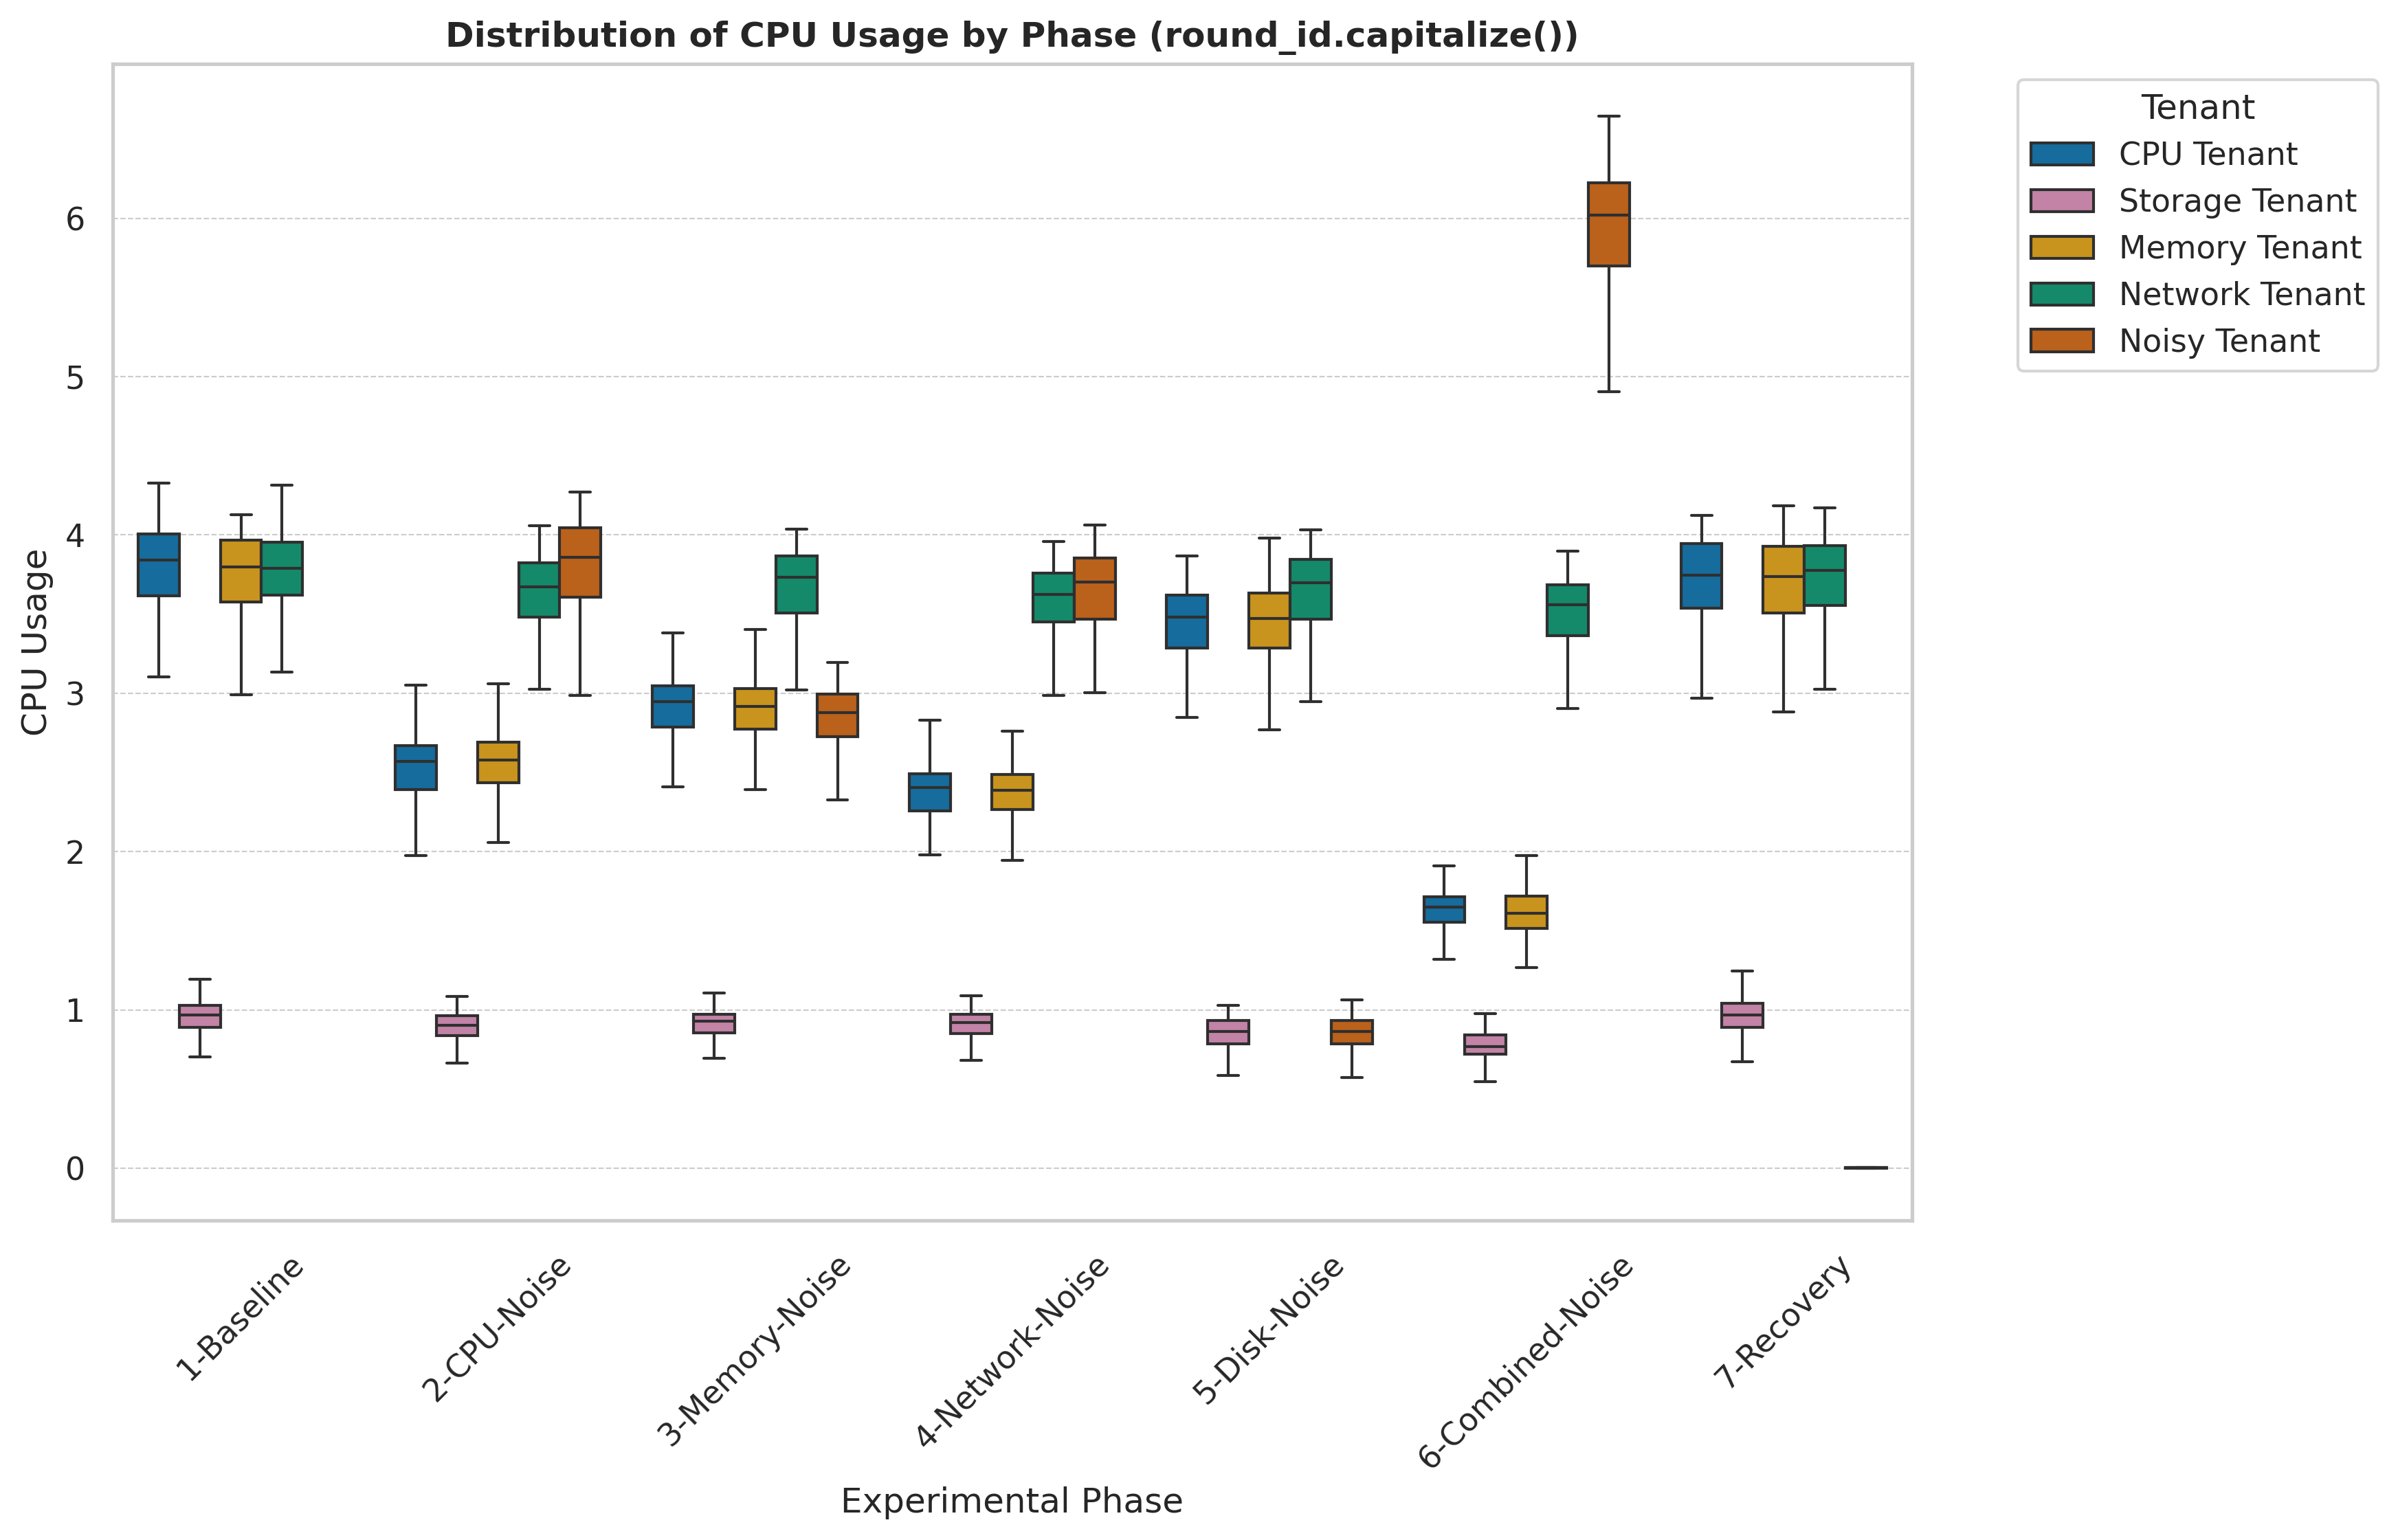 Distribution of CPU Usage by Phase (round_id.capitalize())
Tenant
CPU Tenant
Storage Tenant
Memory Tenant
Network Tenant
Noisy Tenant
CPU Usage
6
5
4
3
2
1
0
1-Baseline
2-CPU-Noise
3-Memory-Noise
4-Network-Noise
5-Disk-Noise
6-Combined-Noise
7-Recovery
Experimental Phase